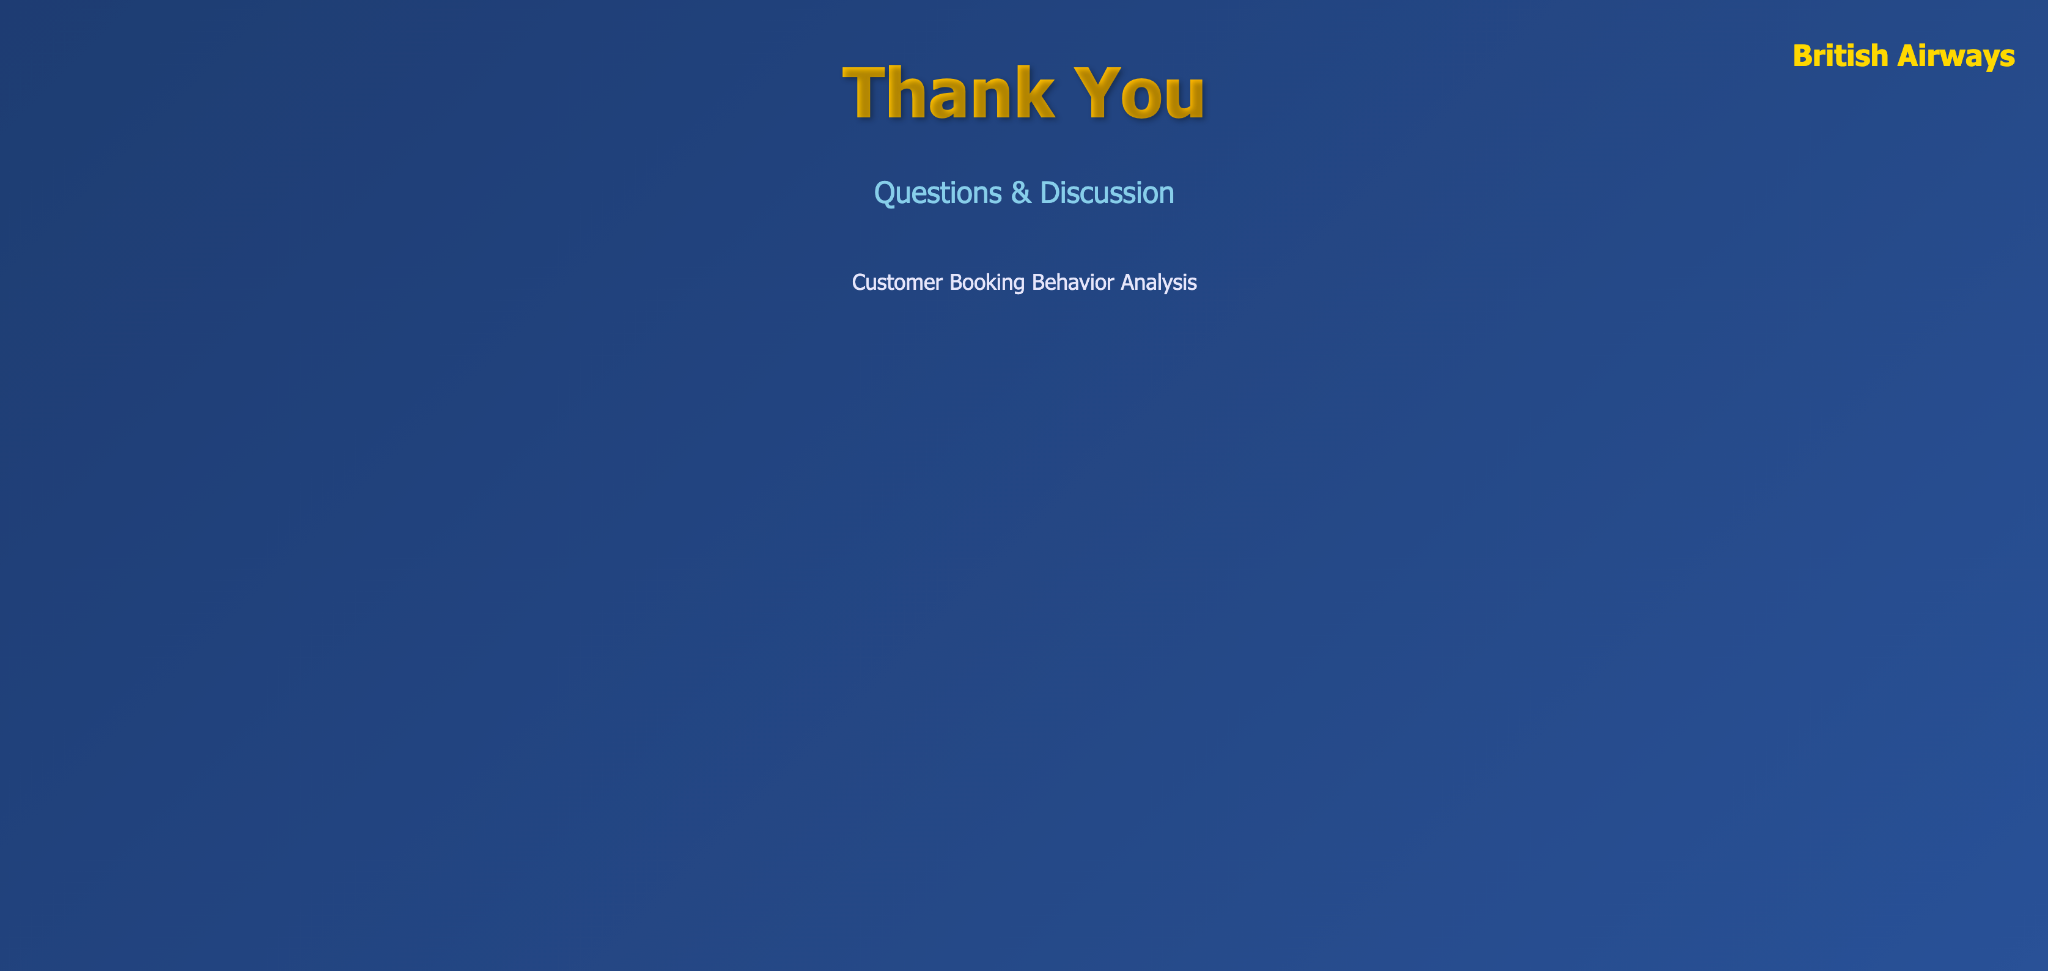 British Airways
Thank You
Questions & Discussion
Customer Booking Behavior Analysis